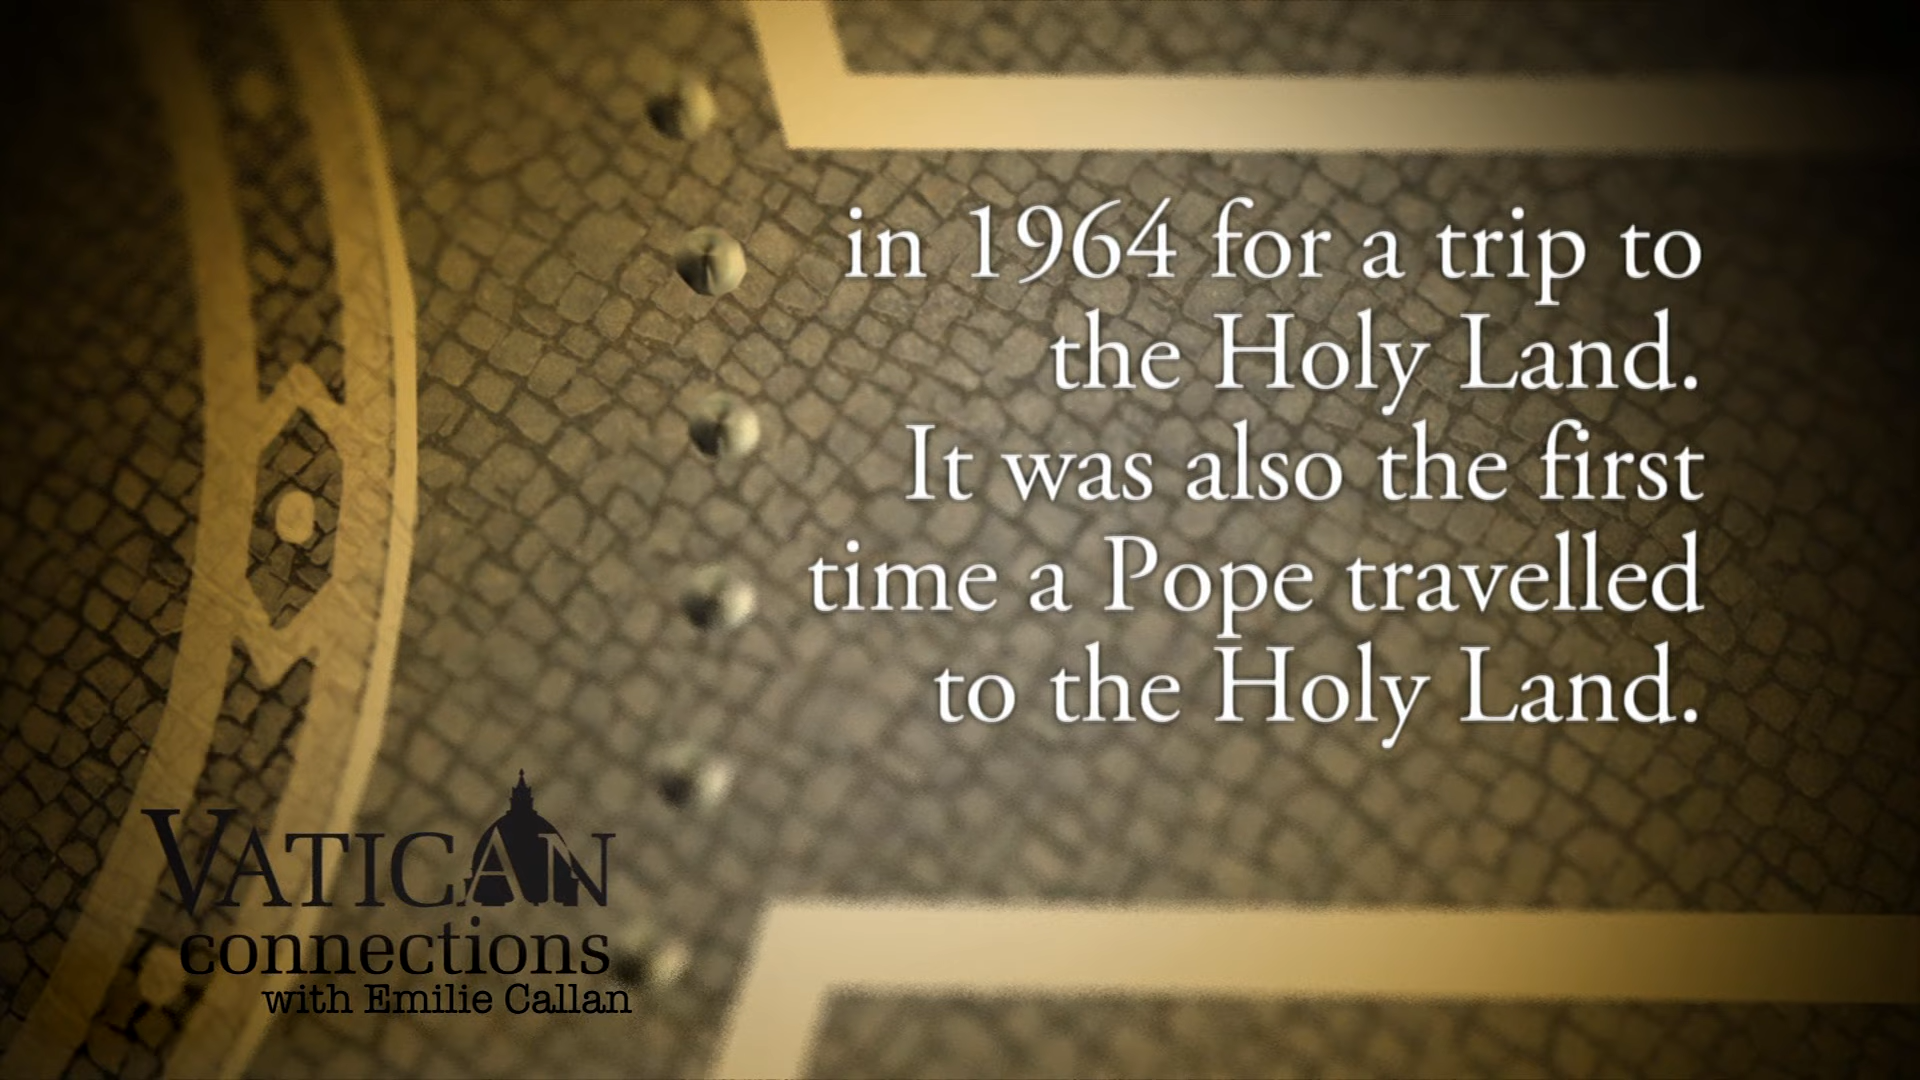 in 1964 for a trip to
the Holy Land.
It was also the first
time a Pope travelled
to the Holy Land.
VATICAN
connections
with Emilie Callan